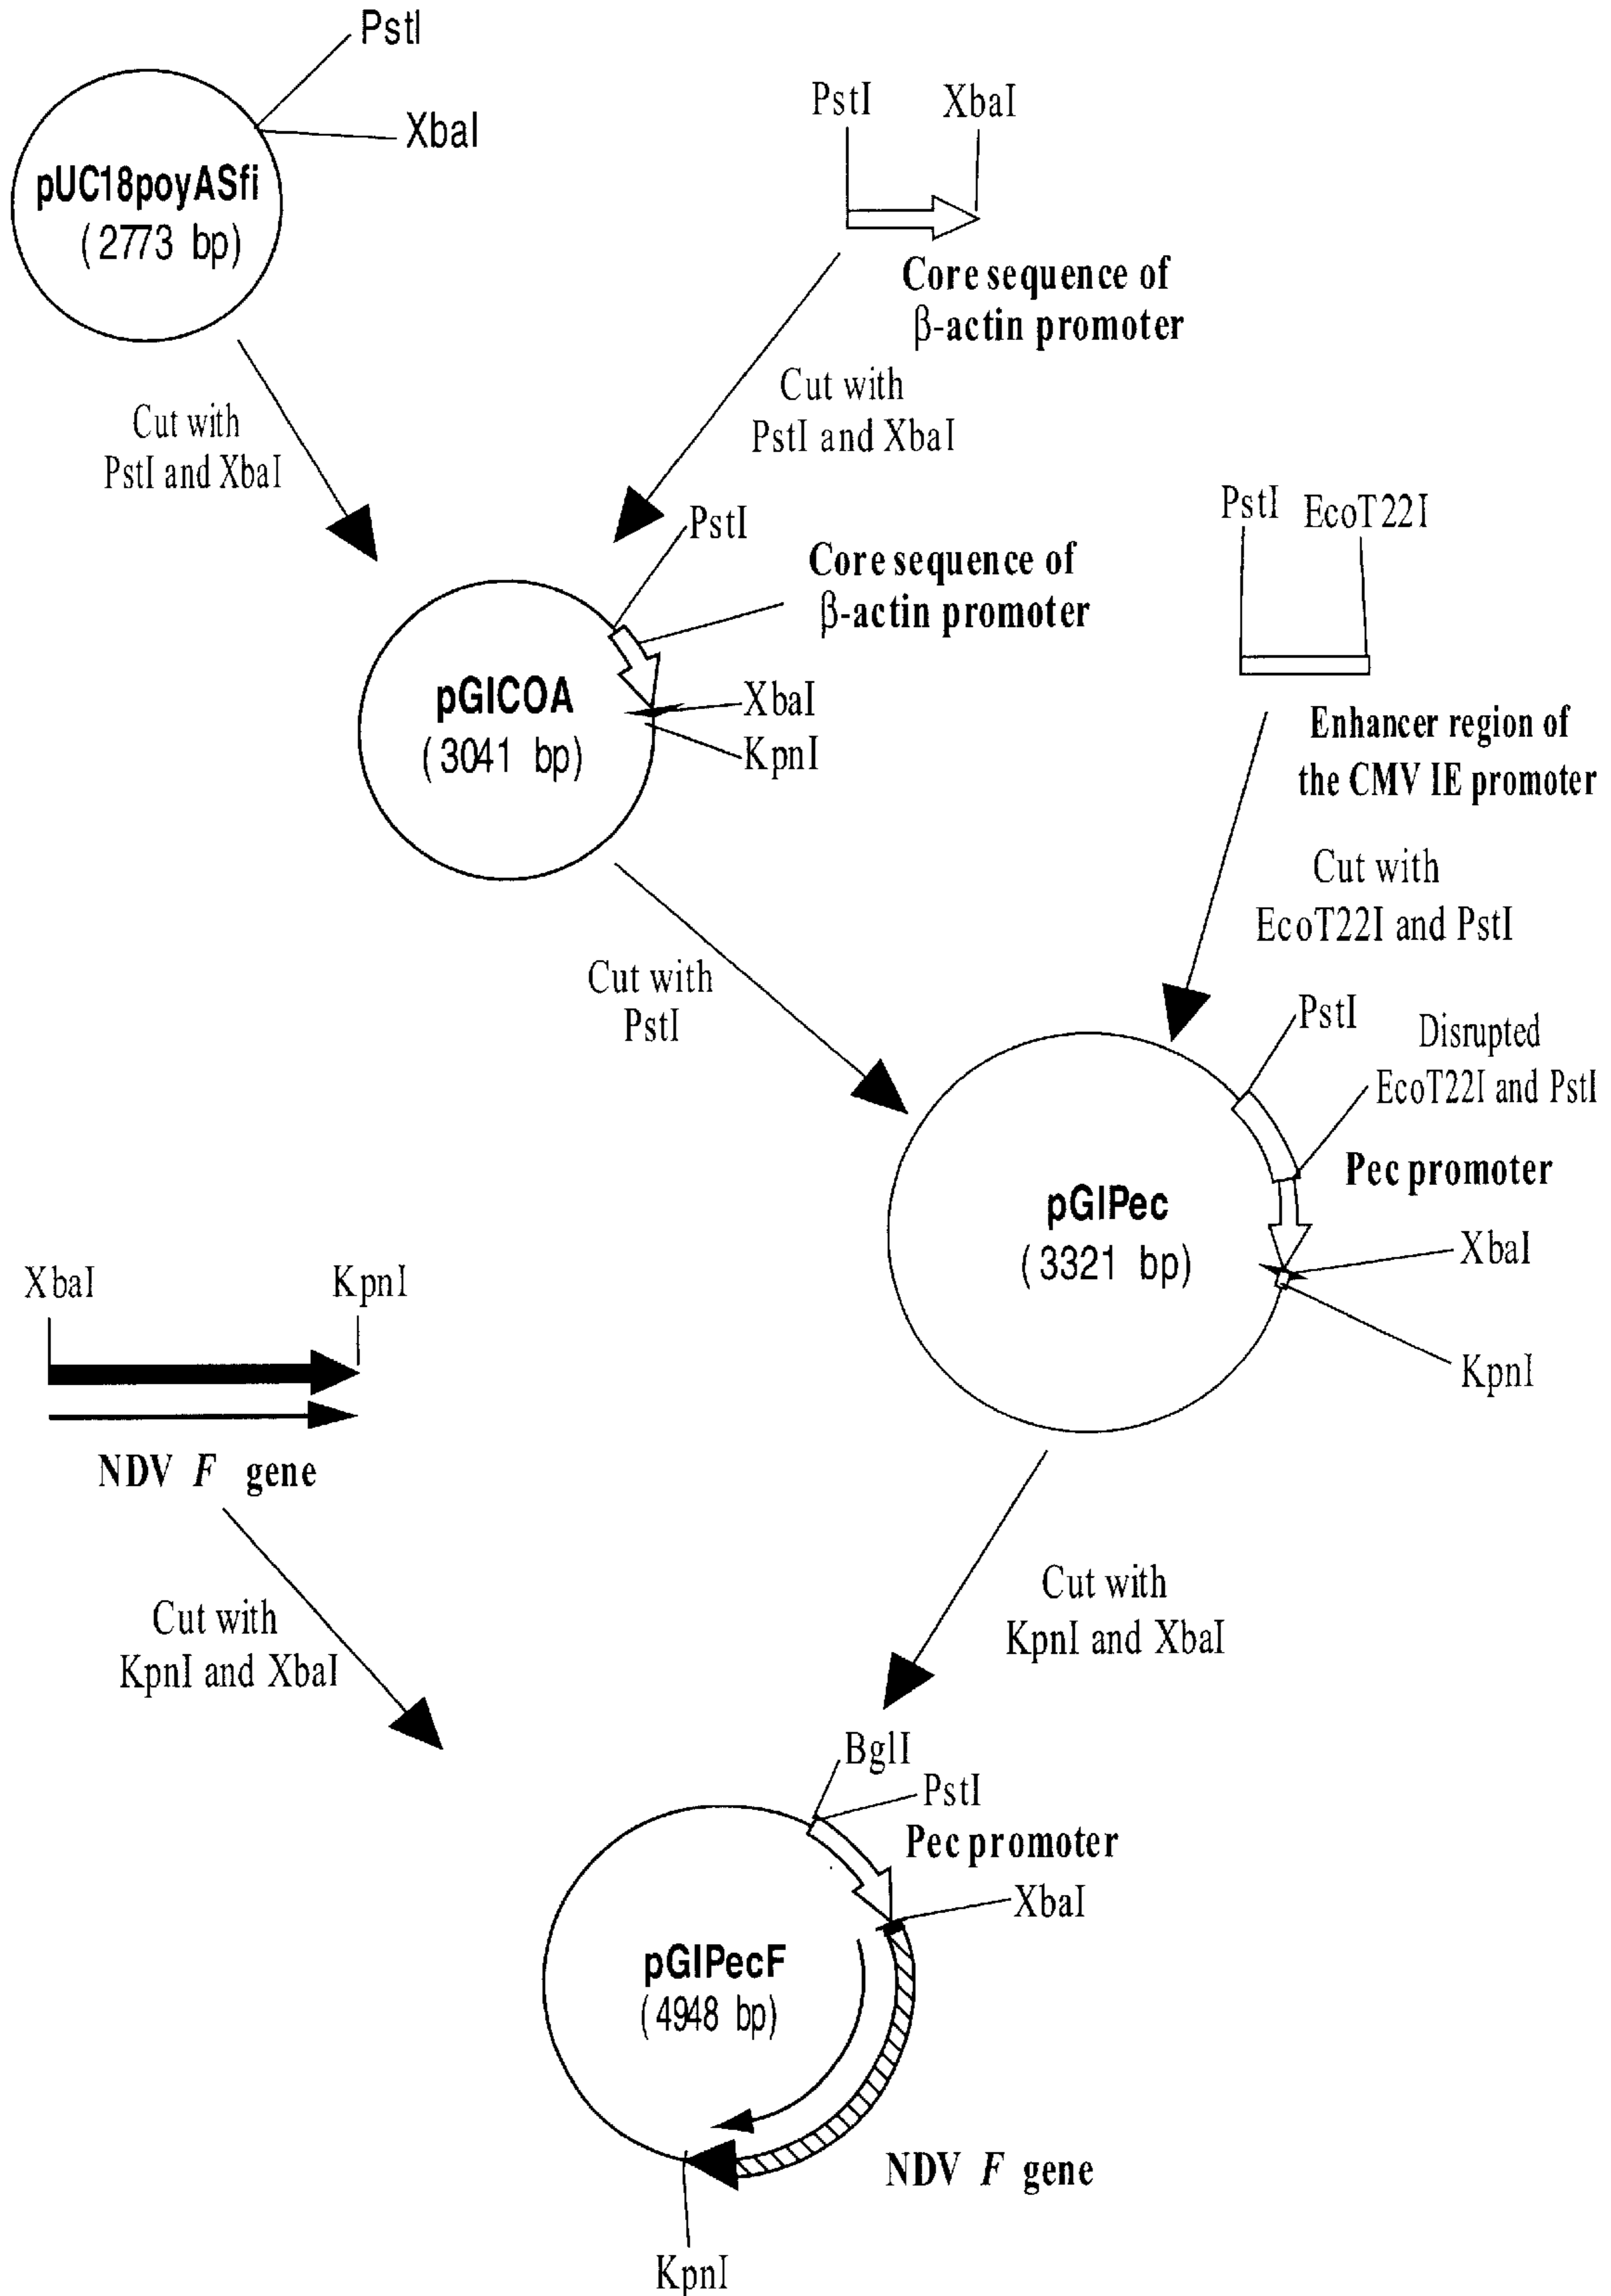 PstI
XbaI
pUC18poyASfi
(2773 bp)
PstI XbaI
Core sequence of
β-actin promoter
Cut with
PstI and XbaI
Cut with
PstI and XbaI
PstI
Core sequence of
β-actin promoter
pGICOA
(3041 bp)
XbaI
KpnI
PstI EcoT22I
Enhancer region of
the CMV IE promoter
Cut with
EcoT22I and PstI
Cut with
PstI
PstI
Disrupted
EcoT22I and PstI
Pec promoter
pGIPec
(3321 bp)
XbaI
KpnI
XbaI KpnI
NDV F gene
Cut with
KpnI and XbaI
Cut with
KpnI and XbaI
BglI
PstI
Pec promoter
XbaI
pGIPecF
(4948 bp)
NDV F gene
KpnI